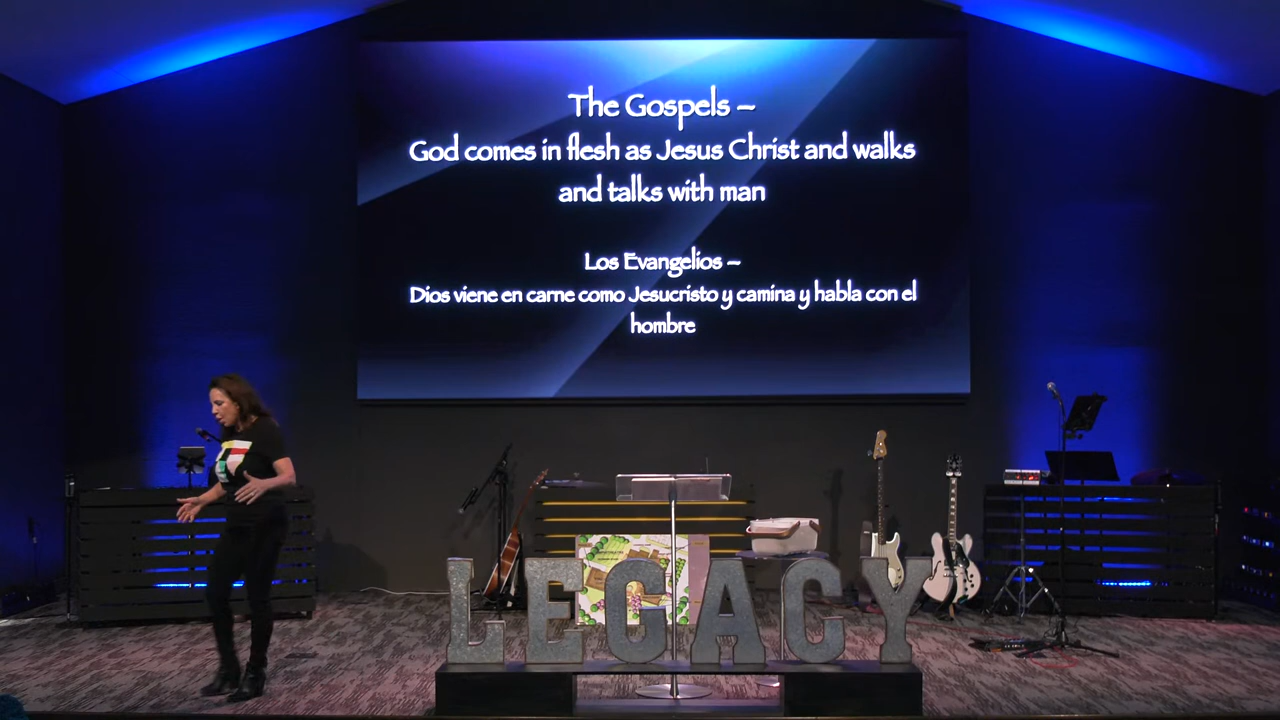 The Gospels –
God comes in flesh as Jesus Christ and walks
and talks with man
Los Evangelios –
Dios viene en carne como Jesucristo y camina y habla con el
hombre
LEGACY